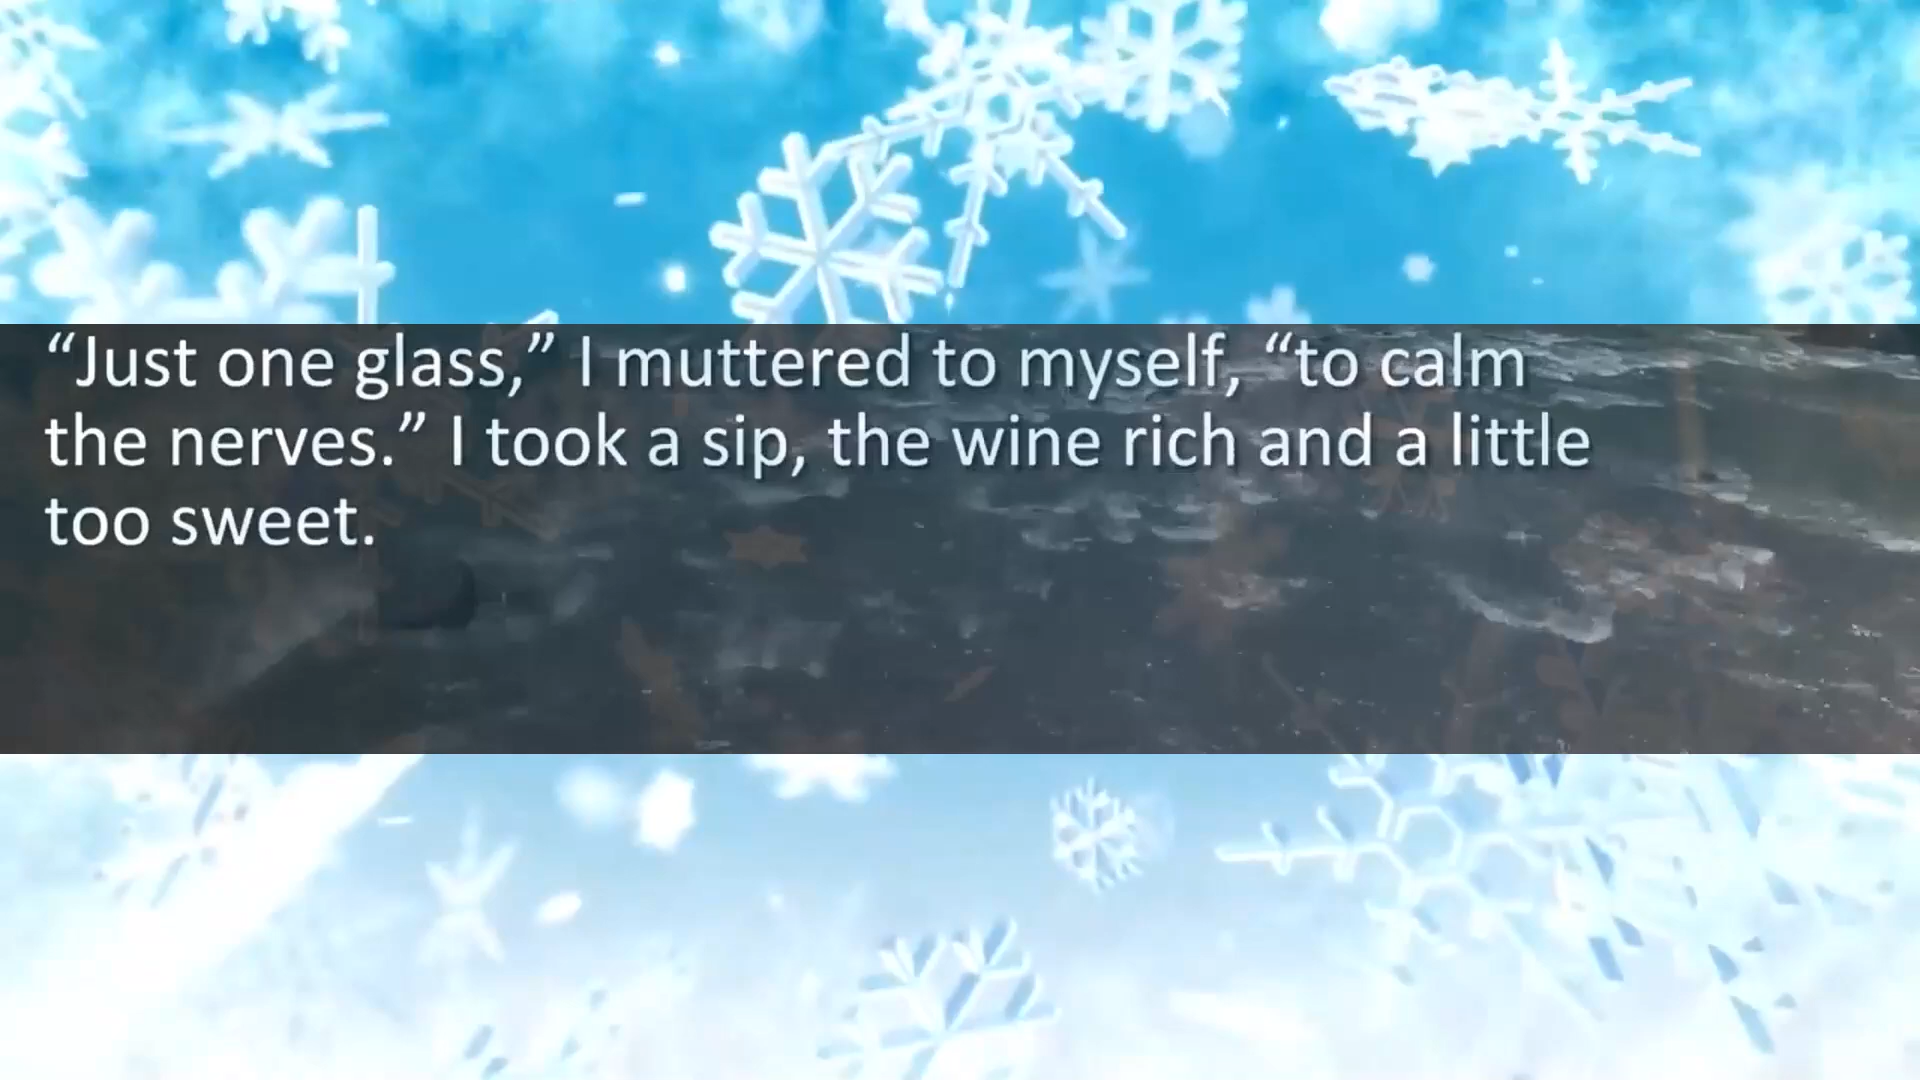 “Just one glass,” I muttered to myself, “to calm
the nerves.” I took a sip, the wine rich and a little
too sweet.